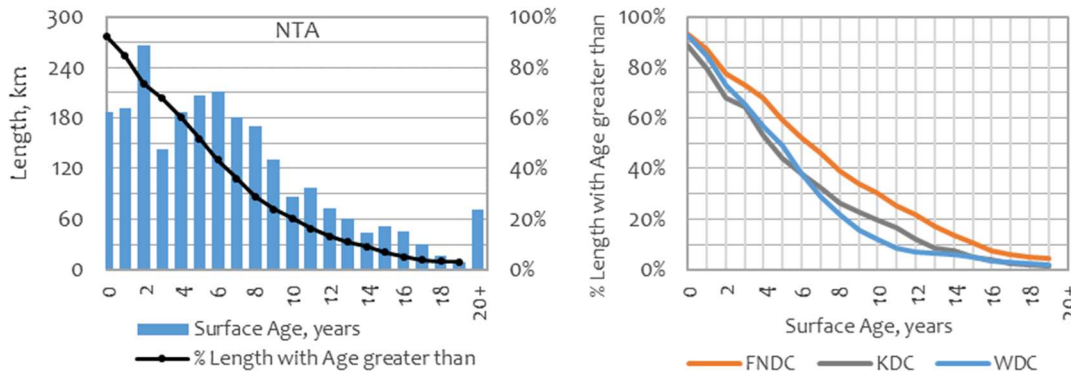 NTA
Length, km
300
240
180
120
60
0
100%
80%
60%
40%
20%
0%
0 2 4 6 8 10 12 14 16 18 20+
Surface Age, years
% Length with Age greater than
% Length with Age greater than
100%
80%
60%
40%
20%
0%
0 2 4 6 8 10 12 14 16 18 20+
Surface Age, years
FNDC KDC WDC